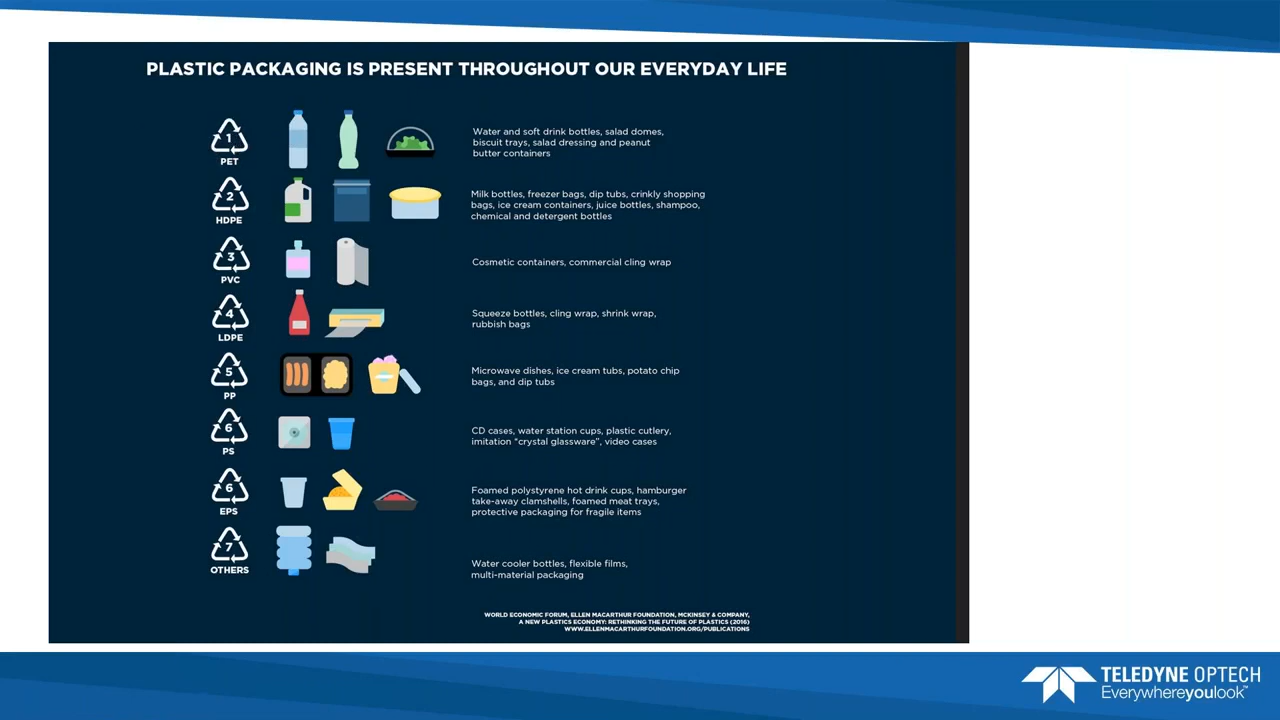 PLASTIC PACKAGING IS PRESENT THROUGHOUT OUR EVERYDAY LIFE
1
PET
Water and soft drink bottles, salad domes,
biscuit trays, salad dressing and peanut
butter containers
2
HDPE
Milk bottles, freezer bags, dip tubs, crinkly shopping
bags, ice cream containers, juice bottles, shampoo,
chemical and detergent bottles
3
PVC
Cosmetic containers, commercial cling wrap
4
LDPE
Squeeze bottles, cling wrap, shrink wrap,
rubbish bags
5
PP
Microwave dishes, ice cream tubs, potato chip
bags, and dip tubs
6
PS
CD cases, water station cups, plastic cutlery,
imitation "crystal glassware", video cases
6
EPS
Foamed polystyrene hot drink cups, hamburger
take-away clamshells, foamed meat trays,
protective packaging for fragile items
7
OTHERS
Water cooler bottles, flexible films,
multi-material packaging
WORLD ECONOMIC FORUM, ELLEN MACARTHUR FOUNDATION, MCKINSEY & COMPANY,
A NEW PLASTICS ECONOMY: RETHINKING THE FUTURE OF PLASTICS (2016)
WWW.ELLENMACARTHURFOUNDATION.ORG/PUBLICATIONS
TELEDYNE OPTECH
Everywhereyoulook™